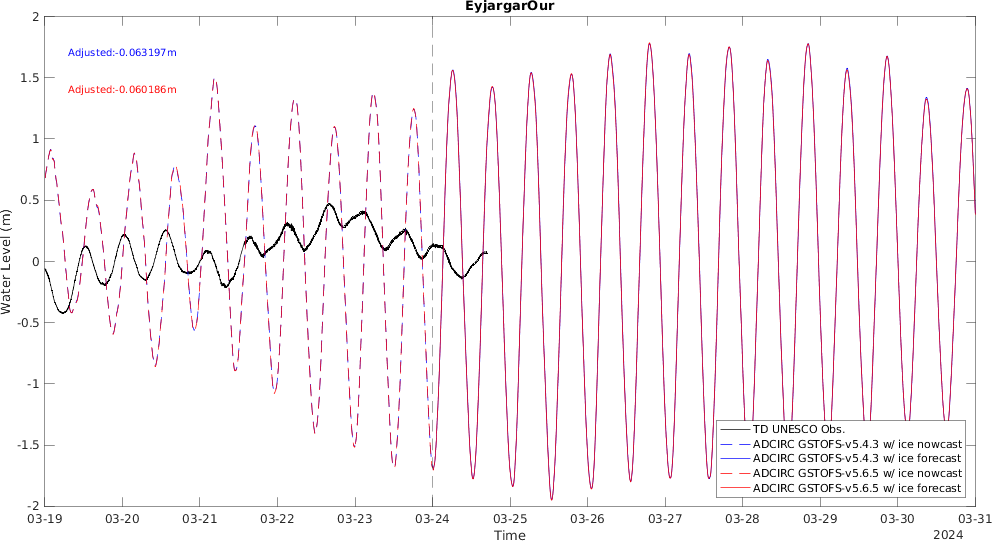 EyjargarOur
2
1.5
1
0.5
0
-0.5
-1
-1.5
-2
Water Level (m)
Adjusted:-0.063197m
Adjusted:-0.060186m
TD UNESCO Obs.
ADCIRC GSTOFS-v5.4.3 w/ ice nowcast
ADCIRC GSTOFS-v5.4.3 w/ ice forecast
ADCIRC GSTOFS-v5.6.5 w/ ice nowcast
ADCIRC GSTOFS-v5.6.5 w/ ice forecast
03-19 03-20 03-21 03-22 03-23 03-24 03-25 03-26 03-27 03-28 03-29 03-30 03-31
Time
2024